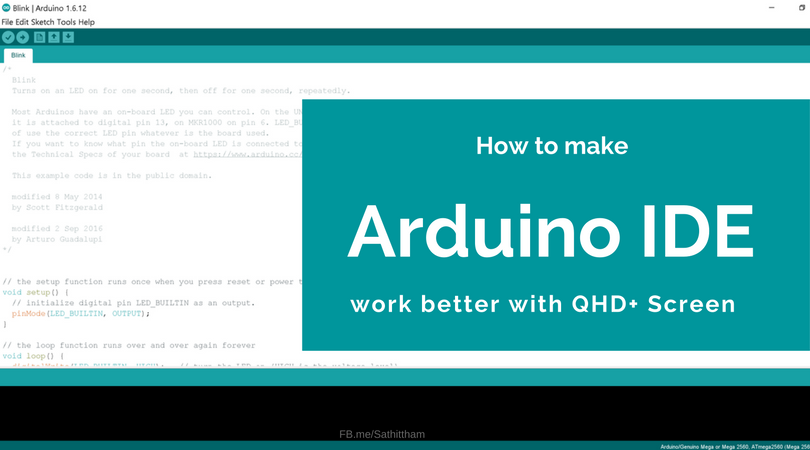 Blink | Arduino 1.6.12
File Edit Sketch Tools Help
Blink
/*
Blink
Turns on an LED on for one second, then off for one second, repeatedly.
Most Arduinos have an on-board LED you can control. On the
it is attached to digital pin 13, on MKR1000 on pin 6. LED_BU
of use the correct LED pin whatever is the board used.
If you want to know what pin the on-board LED is connected to
the Technical Specs of your board at https://www.arduino.cc/
This example code is in the public domain.
modified 8 May 2014
by Scott Fitzgerald
modified 2 Sep 2016
by Arturo Guadalupi
*/
// the setup function runs once when you press reset or power t
void setup() {
// initialize digital pin LED_BUILTIN as an output.
pinMode(LED_BUILTIN, OUTPUT);
}
// the loop function runs over and over again forever
void loop() {
How to make
Arduino IDE
work better with QHD+ Screen
FB.me/Sathittham
Arduino/Genuino Mega or Mega 2560, ATmega2560 (Mega 256